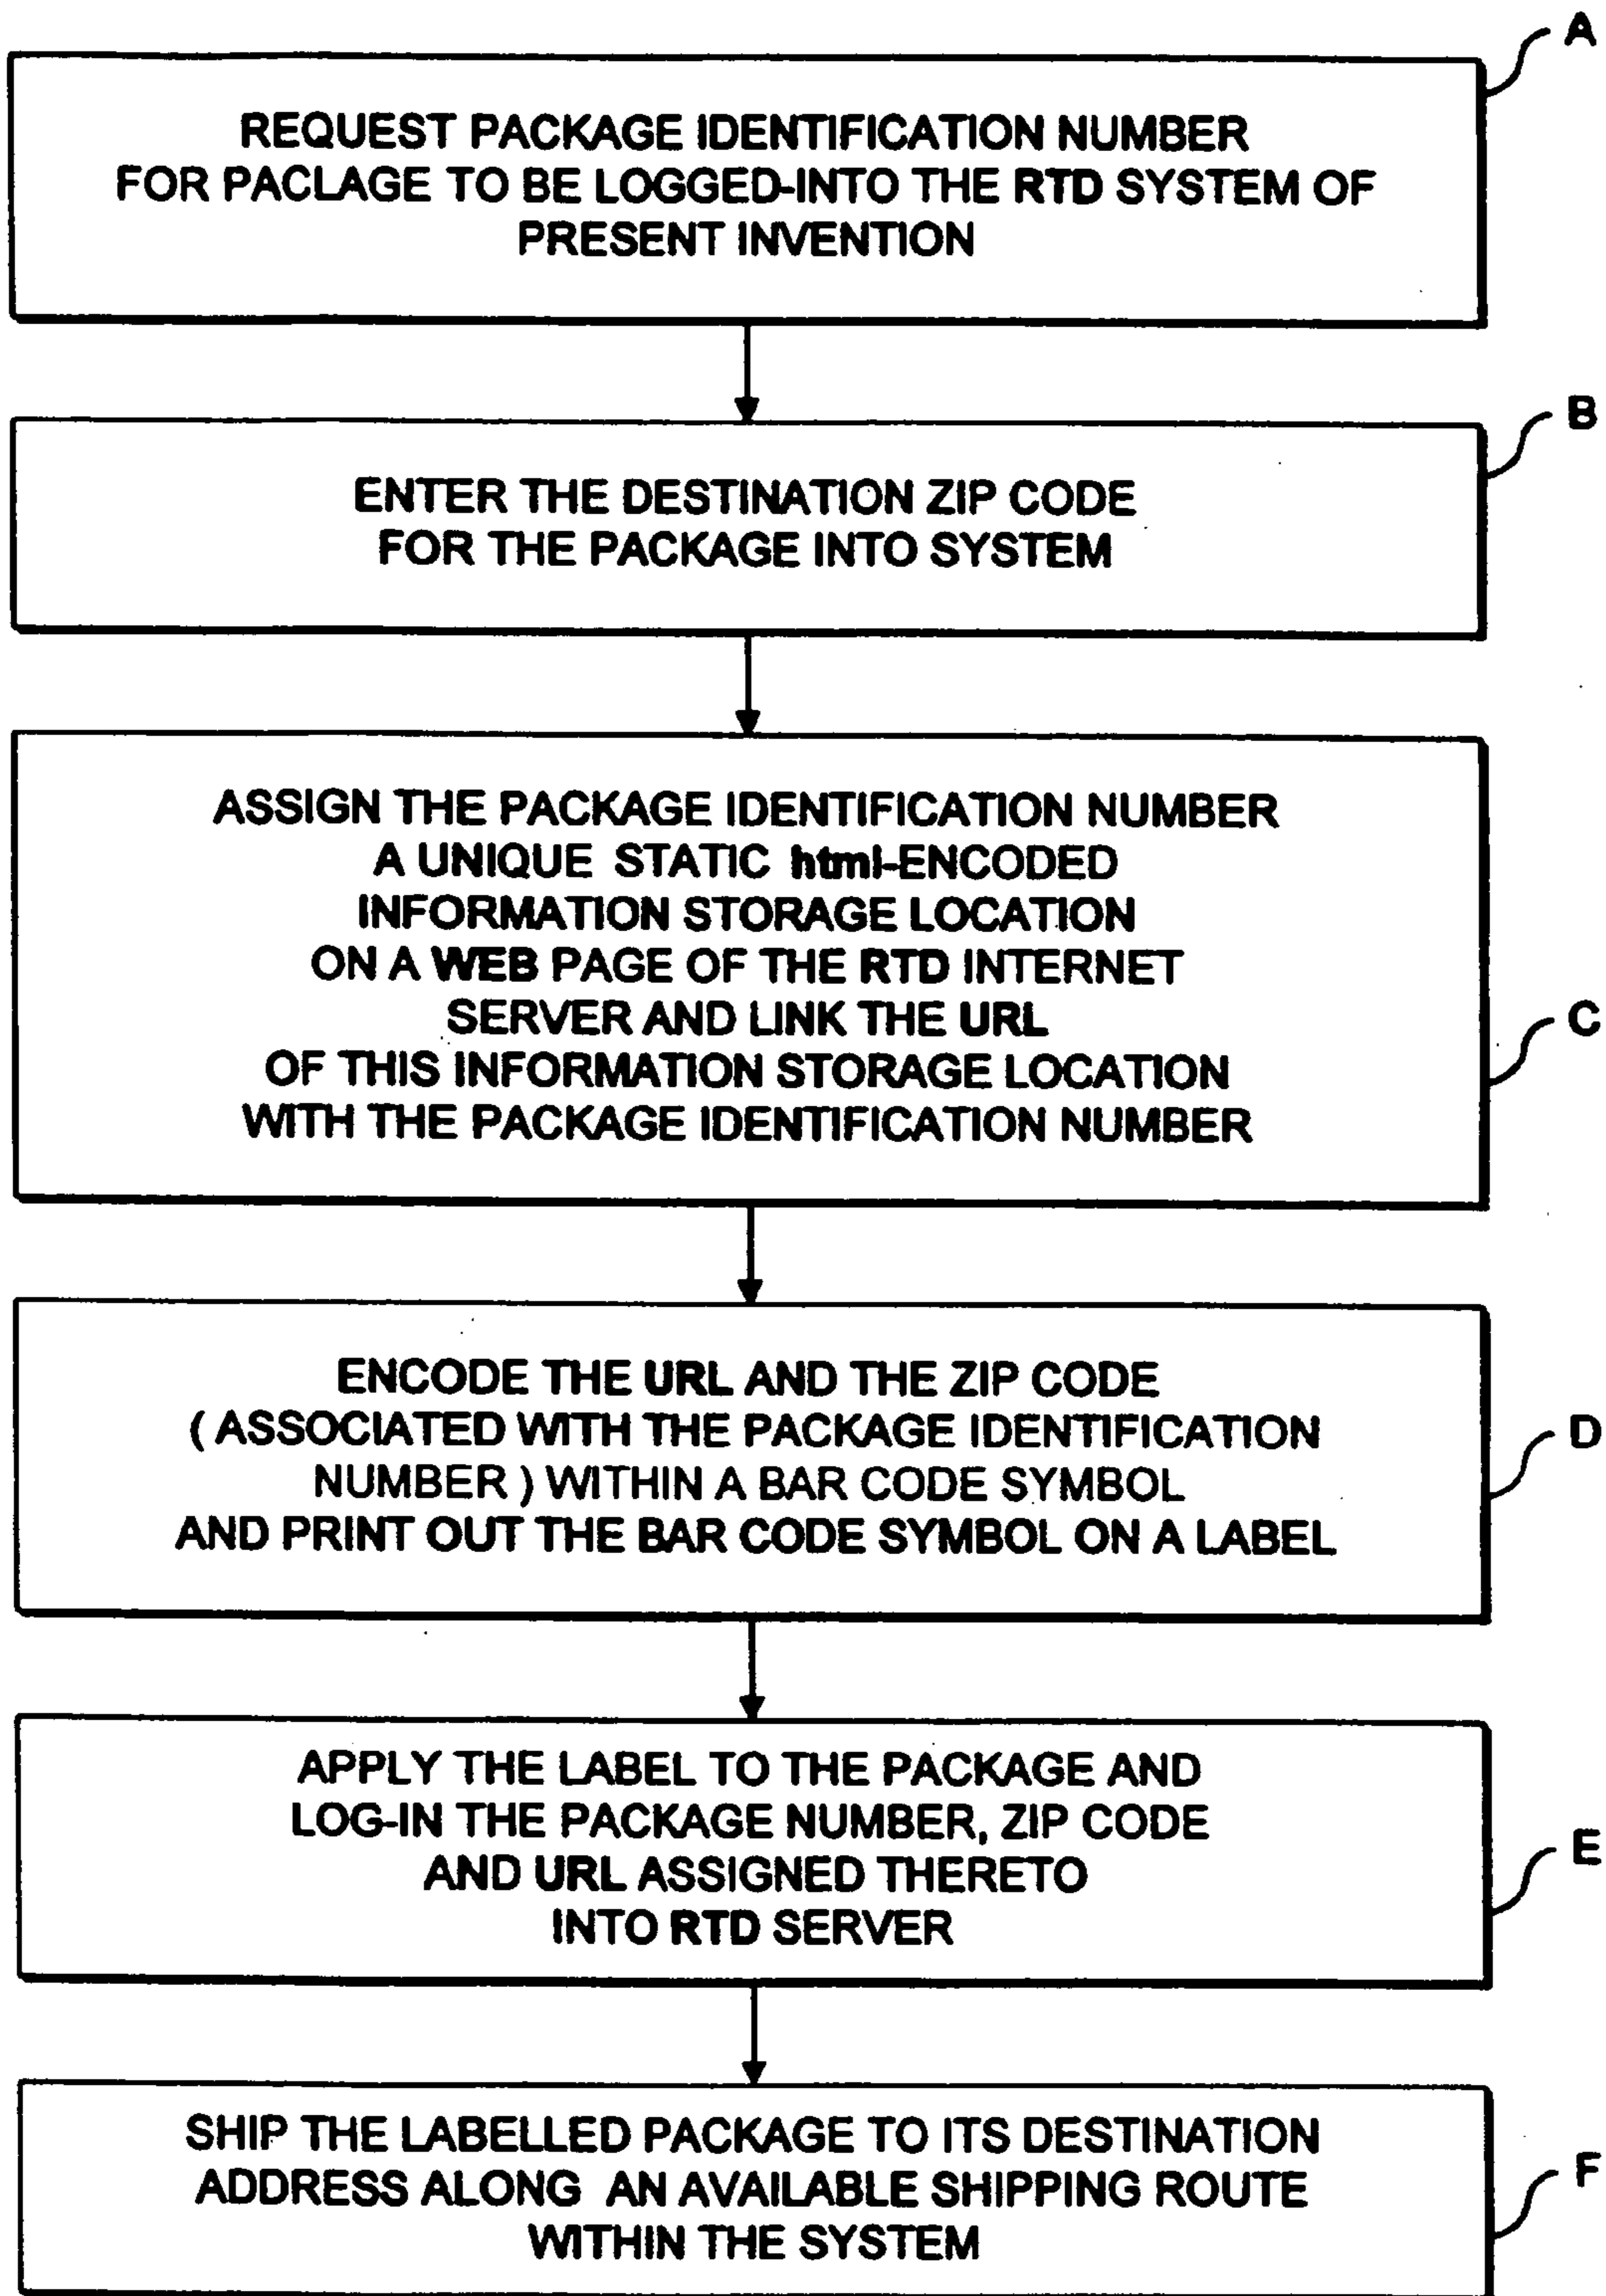 A
REQUEST PACKAGE IDENTIFICATION NUMBER
FOR PACLAGE TO BE LOGGED-INTO THE RTD SYSTEM OF
PRESENT INVENTION
B
ENTER THE DESTINATION ZIP CODE
FOR THE PACKAGE INTO SYSTEM
ASSIGN THE PACKAGE IDENTIFICATION NUMBER
A UNIQUE STATIC html-ENCODED
INFORMATION STORAGE LOCATION
ON A WEB PAGE OF THE RTD INTERNET
SERVER AND LINK THE URL
OF THIS INFORMATION STORAGE LOCATION
WITH THE PACKAGE IDENTIFICATION NUMBER
C
ENCODE THE URL AND THE ZIP CODE
( ASSOCIATED WITH THE PACKAGE IDENTIFICATION
NUMBER ) WITHIN A BAR CODE SYMBOL
AND PRINT OUT THE BAR CODE SYMBOL ON A LABEL
D
APPLY THE LABEL TO THE PACKAGE AND
LOG-IN THE PACKAGE NUMBER, ZIP CODE
AND URL ASSIGNED THERETO
INTO RTD SERVER
E
SHIP THE LABELLED PACKAGE TO ITS DESTINATION
ADDRESS ALONG AN AVAILABLE SHIPPING ROUTE
WITHIN THE SYSTEM
F